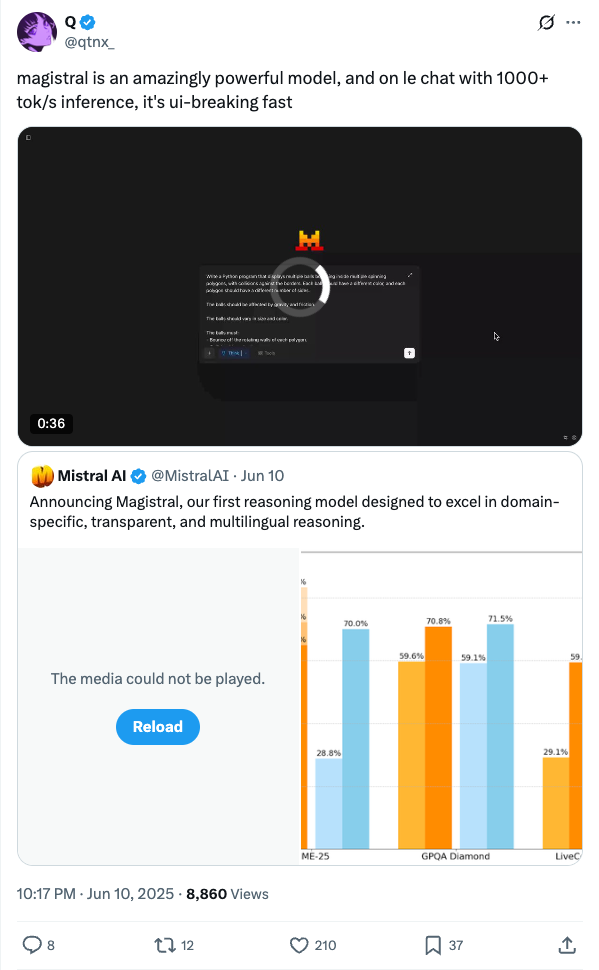 Q
@qtnx_
magistral is an amazingly powerful model, and on le chat with 1000+
tok/s inference, it's ui-breaking fast
Write a Python program that displays multiple balls inside multiple spinning
polygons, with collisions against the borders. Each ball should have a different color, and each
polygon should have a different number of sides.
The balls should be affected by gravity and friction.
The balls should vary in size and color.
The balls must:
- Bounce off the rotating walls of each polygon.
Think
Tools
0:36
Mistral AI @MistralAI · Jun 10
Announcing Magistral, our first reasoning model designed to excel in domain-
specific, transparent, and multilingual reasoning.
The media could not be played.
Reload
%
%
%
28.8%
70.0%
59.6%
70.8%
59.1%
71.5%
29.1%
59.
ME-25
GPQA Diamond
LiveC
10:17 PM · Jun 10, 2025 · 8,860 Views
8
12
210
37